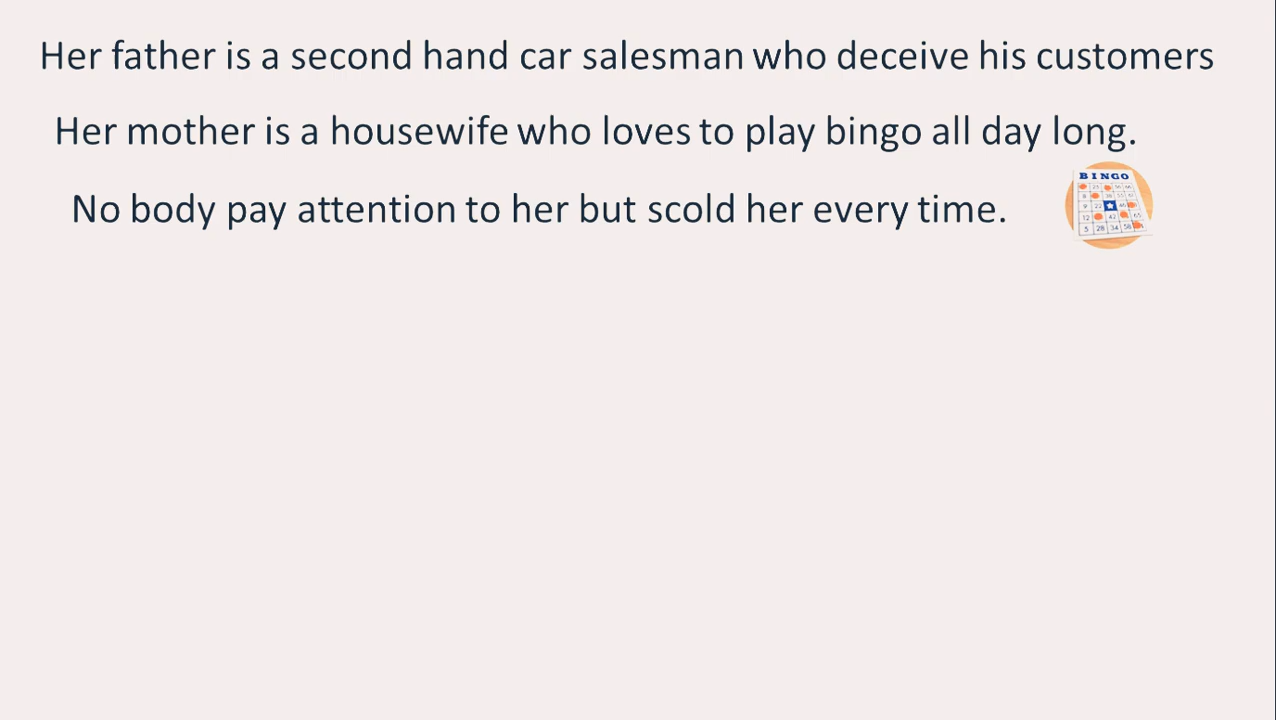 Her father is a second hand car salesman who deceive his customers
Her mother is a housewife who loves to play bingo all day long.
No body pay attention to her but scold her every time.
BINGO